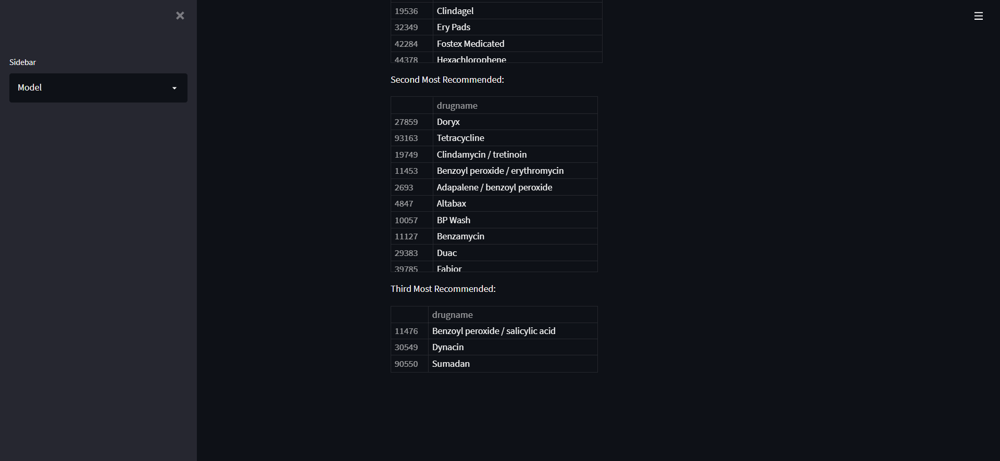 Sidebar
Model
19536 Clindagel
32349 Ery Pads
42284 Fostex Medicated
44378 Hexachlorophene
Second Most Recommended:
drugname
27859 Doryx
93163 Tetracycline
19749 Clindamycin / tretinoin
11453 Benzoyl peroxide / erythromycin
2693 Adapalene / benzoyl peroxide
4847 Altabax
10057 BP Wash
11127 Benzamycin
29383 Duac
39785 Fabior
Third Most Recommended:
drugname
11476 Benzoyl peroxide / salicylic acid
30549 Dynacin
90550 Sumadan